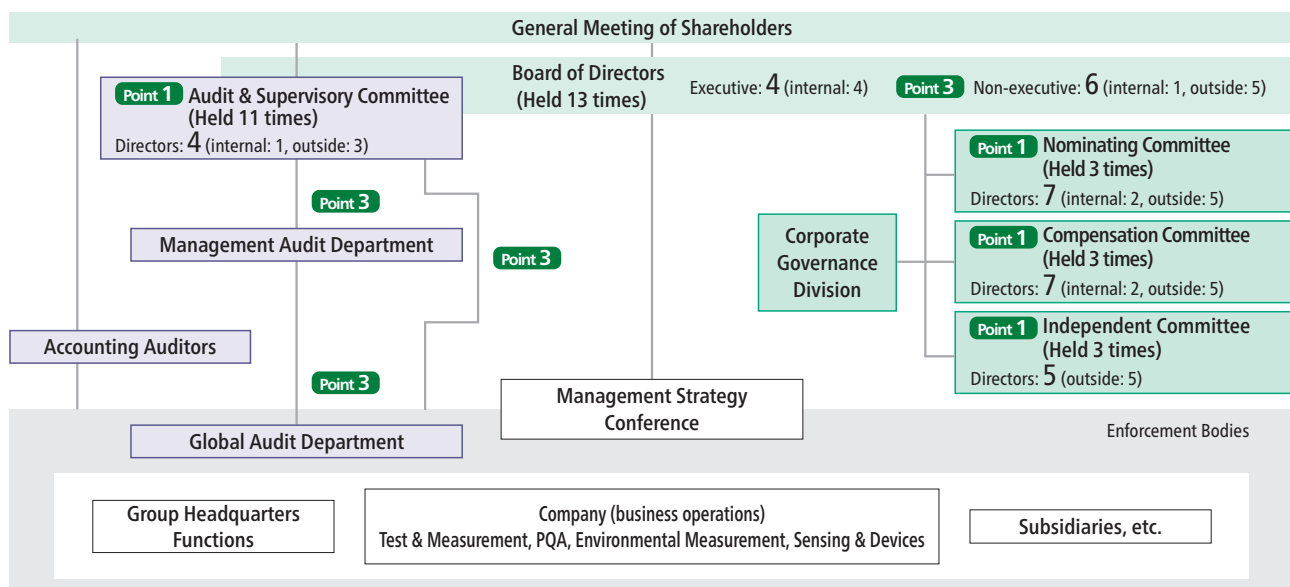 General Meeting of Shareholders
Board of Directors
(Held 13 times)
Executive: 4 (internal: 4)
Point 3 Non-executive: 6 (internal: 1, outside: 5)
Point 1 Audit & Supervisory Committee
(Held 11 times)
Directors: 4 (internal: 1, outside: 3)
Point 3
Management Audit Department
Point 3
Accounting Auditors
Point 3
Global Audit Department
Corporate
Governance
Division
Point 1 Nominating Committee
(Held 3 times)
Directors: 7 (internal: 2, outside: 5)
Point 1 Compensation Committee
(Held 3 times)
Directors: 7 (internal: 2, outside: 5)
Point 1 Independent Committee
(Held 3 times)
Directors: 5 (outside: 5)
Management Strategy
Conference
Enforcement Bodies
Group Headquarters
Functions
Company (business operations)
Test & Measurement, PQA, Environmental Measurement, Sensing & Devices
Subsidiaries, etc.